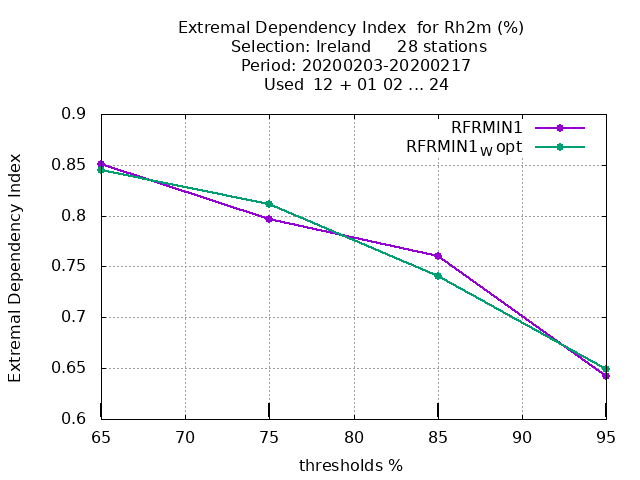 Extremal Dependency Index  for Rh2m (%)
Selection: Ireland     28 stations
Period: 20200203-20200217
Used  12 + 01 02 ... 24
RFRMIN1
RFRMIN1W opt
Extremal Dependency Index
0.9
0.85
0.8
0.75
0.7
0.65
0.6
65 70 75 80 85 90 95
thresholds %